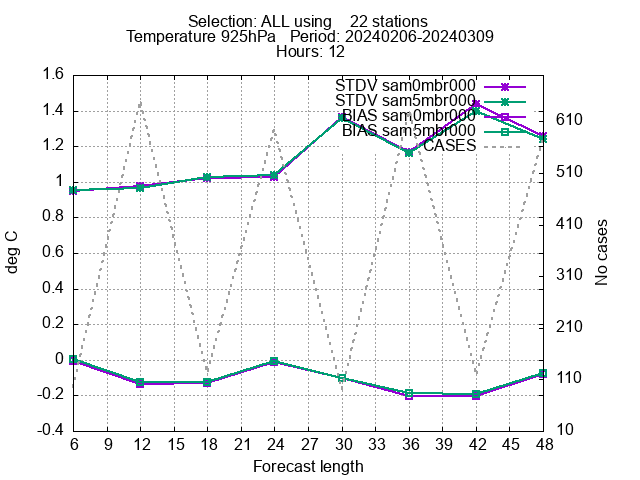 Selection: ALL using 22 stations
Temperature 925hPa Period: 20240206-20240309
Hours: 12
STDV sam0mbr000
STDV sam5mbr000
BIAS sam0mbr000
BIAS sam5mbr000
CASES
deg C
1.6
1.4
1.2
1
0.8
0.6
0.4
0.2
0
-0.2
-0.4
No cases
610
510
410
310
210
110
10
6 9 12 15 18 21 24 27 30 33 36 39 42 45 48
Forecast length